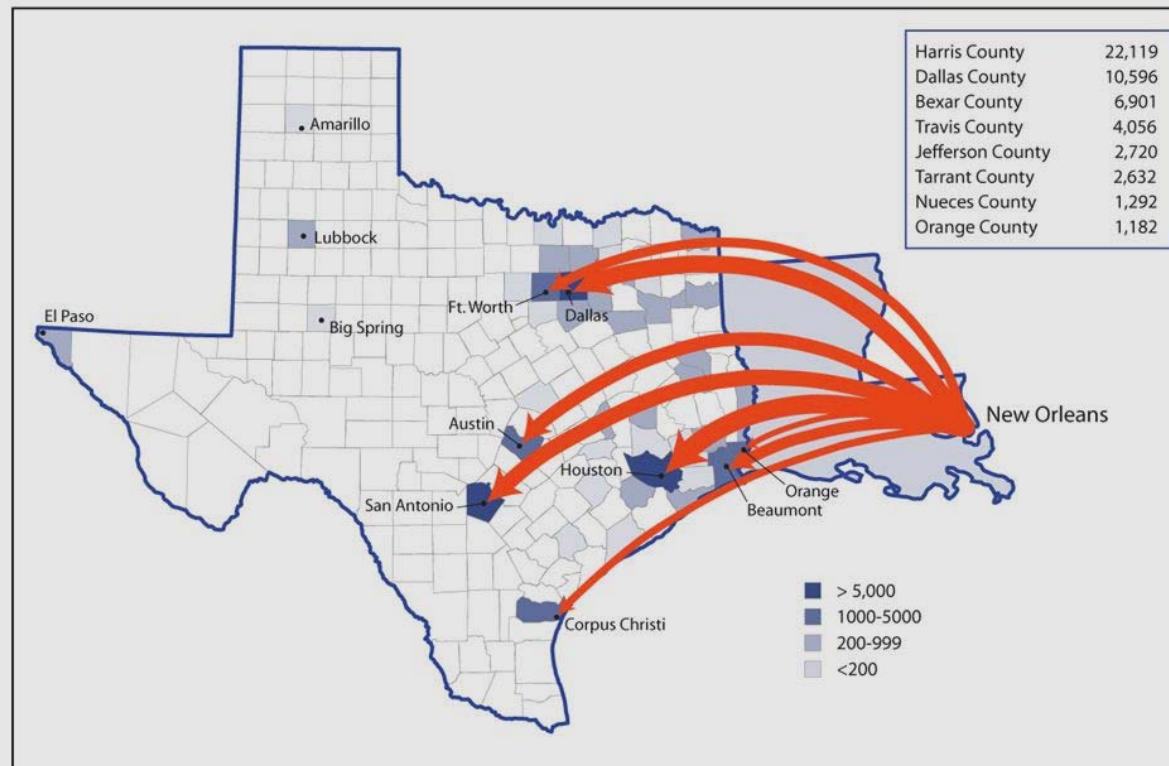 Harris County 22,119
Dallas County 10,596
Bexar County 6,901
Travis County 4,056
Jefferson County 2,720
Tarrant County 2,632
Nueces County 1,292
Orange County 1,182
Amarillo
Lubbock
Ft. Worth
Dallas
El Paso
Big Spring
New Orleans
Austin
Houston
San Antonio
Orange
Beaumont
Corpus Christi
> 5,000
1000-5000
200-999
<200